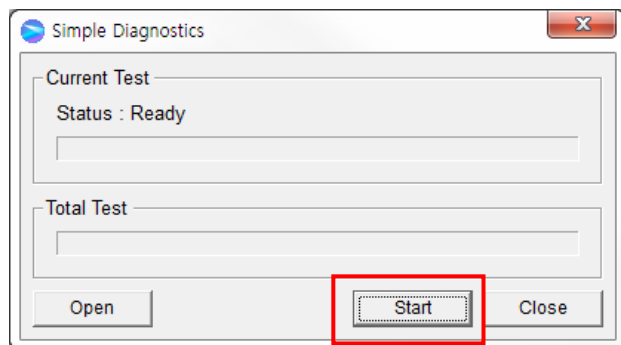 Simple Diagnostics
Current Test
Status : Ready
Total Test
Open Start Close